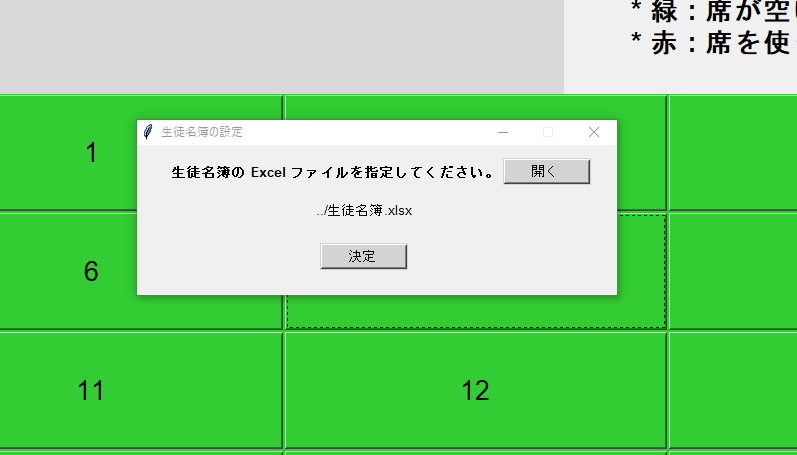 * 緑：席が空
* 赤：席を使
1
生徒名簿の設定
生徒名簿の Excel ファイルを指定してください。 開く
../生徒名簿.xlsx
決定
6
11 12